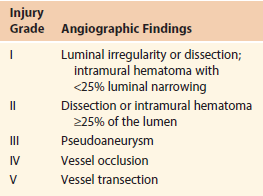 Injury
Grade Angiographic Findings
I Luminal irregularity or dissection;
intramural hematoma with
<25% luminal narrowing
II Dissection or intramural hematoma
≥25% of the lumen
III Pseudoaneurysm
IV Vessel occlusion
V Vessel transection